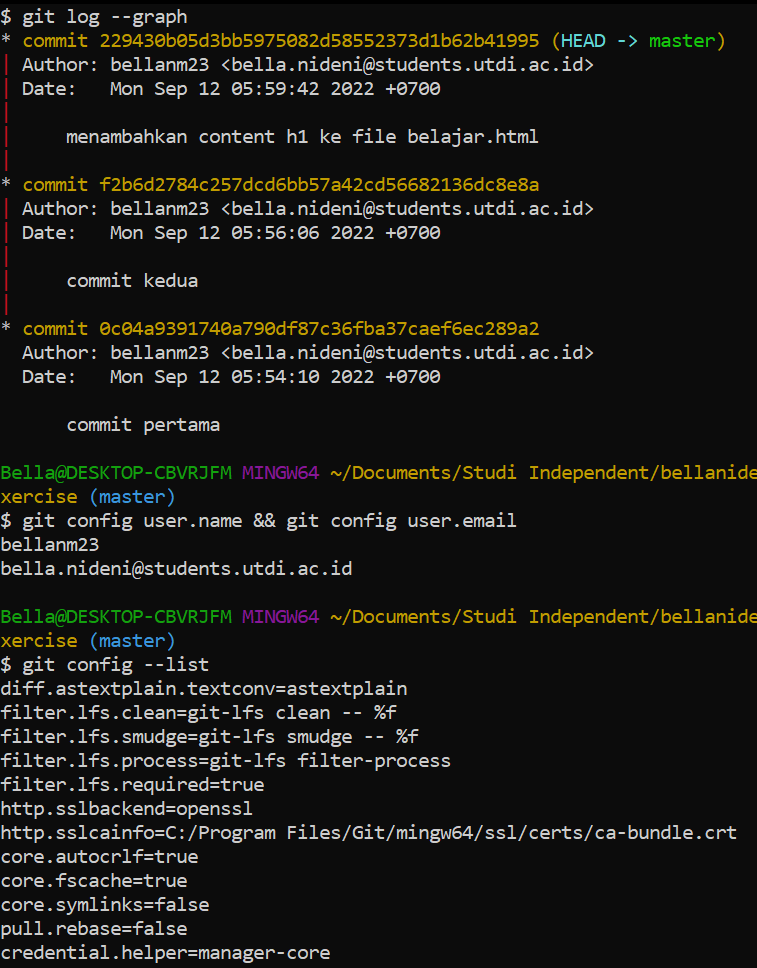 $ git log --graph
* commit 229430b05d3bb5975082d58552373d1b62b41995 (HEAD -> master)
| Author: bellanm23 <bella.nideni@students.utdi.ac.id>
| Date:   Mon Sep 12 05:59:42 2022 +0700
|
|     menambahkan content h1 ke file belajar.html
|
* commit f2b6d2784c257dcd6bb57a42cd56682136dc8e8a
| Author: bellanm23 <bella.nideni@students.utdi.ac.id>
| Date:   Mon Sep 12 05:56:06 2022 +0700
|
|     commit kedua
|
* commit 0c04a9391740a790df87c36fba37caef6ec289a2
  Author: bellanm23 <bella.nideni@students.utdi.ac.id>
  Date:   Mon Sep 12 05:54:10 2022 +0700

      commit pertama

Bella@DESKTOP-CBVRJFM MINGW64 ~/Documents/Studi Independent/bellanide
xercise (master)
$ git config user.name && git config user.email
bellanm23
bella.nideni@students.utdi.ac.id

Bella@DESKTOP-CBVRJFM MINGW64 ~/Documents/Studi Independent/bellanide
xercise (master)
$ git config --list
diff.astextplain.textconv=astextplain
filter.lfs.clean=git-lfs clean -- %f
filter.lfs.smudge=git-lfs smudge -- %f
filter.lfs.process=git-lfs filter-process
filter.lfs.required=true
http.sslbackend=openssl
http.sslcainfo=C:/Program Files/Git/mingw64/ssl/certs/ca-bundle.crt
core.autocrlf=true
core.fscache=true
core.symlinks=false
pull.rebase=false
credential.helper=manager-core